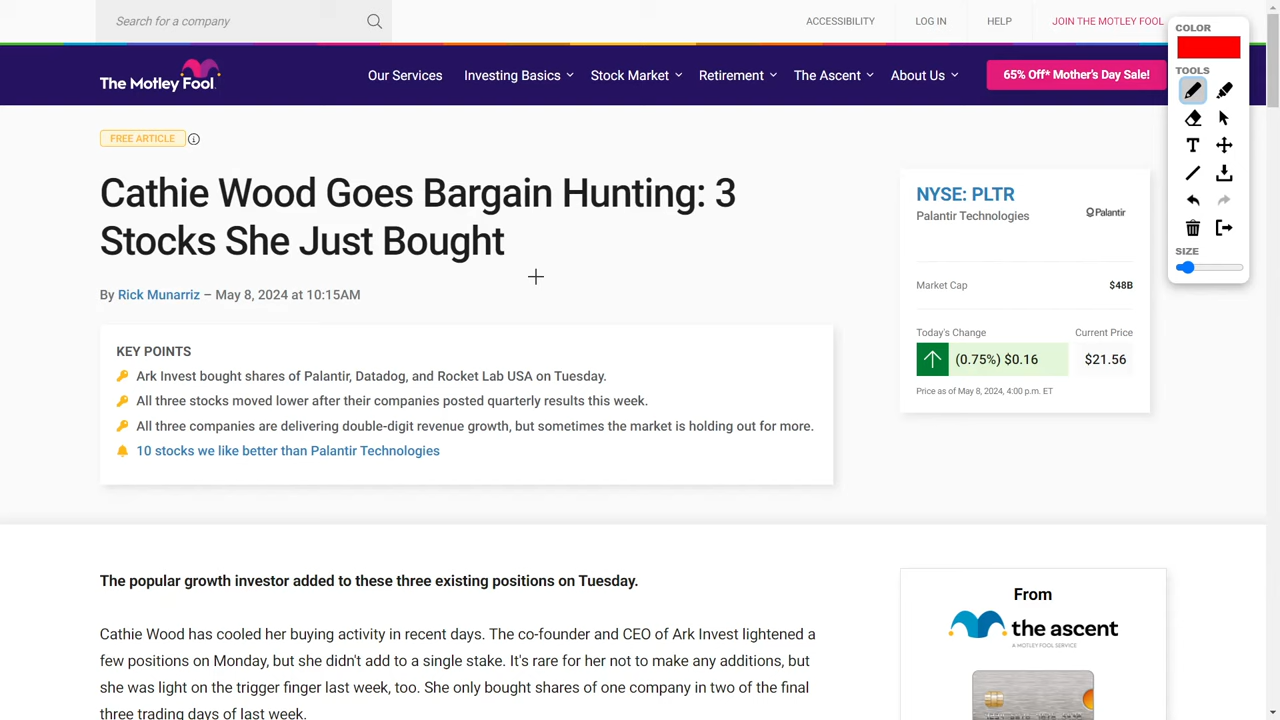 Search for a company
ACCESSIBILITY
LOG IN
HELP
JOIN THE MOTLEY FOOL
The Motley Fool.
Our Services
Investing Basics
Stock Market
Retirement
The Ascent
About Us
65% Off* Mother's Day Sale!
COLOR
TOOLS
T
SIZE
FREE ARTICLE
Cathie Wood Goes Bargain Hunting: 3
Stocks She Just Bought
By Rick Munarriz – May 8, 2024 at 10:15AM
KEY POINTS
Ark Invest bought shares of Palantir, Datadog, and Rocket Lab USA on Tuesday.
All three stocks moved lower after their companies posted quarterly results this week.
All three companies are delivering double-digit revenue growth, but sometimes the market is holding out for more.
10 stocks we like better than Palantir Technologies
NYSE: PLTR
Palantir Technologies
Palantir
Market Cap
$48B
Today's Change
Current Price
(0.75%) $0.16
$21.56
Price as of May 8, 2024, 4:00 p.m. ET
The popular growth investor added to these three existing positions on Tuesday.
Cathie Wood has cooled her buying activity in recent days. The co-founder and CEO of Ark Invest lightened a
few positions on Monday, but she didn't add to a single stake. It's rare for her not to make any additions, but
she was light on the trigger finger last week, too. She only bought shares of one company in two of the final
three trading days of last week.
From
the ascent
A MOTLEY FOOL SERVICE